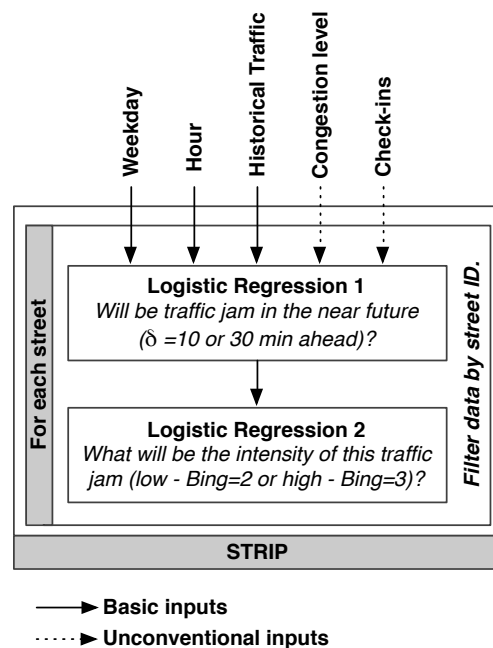 Weekday
Hour
Historical Traffic
Congestion level
Check-ins
For each street
Logistic Regression 1
Will be traffic jam in the near future
(δ =10 or 30 min ahead)?
Logistic Regression 2
What will be the intensity of this traffic
jam (low - Bing=2 or high - Bing=3)?
Filter data by street ID.
STRIP
Basic inputs
Unconventional inputs